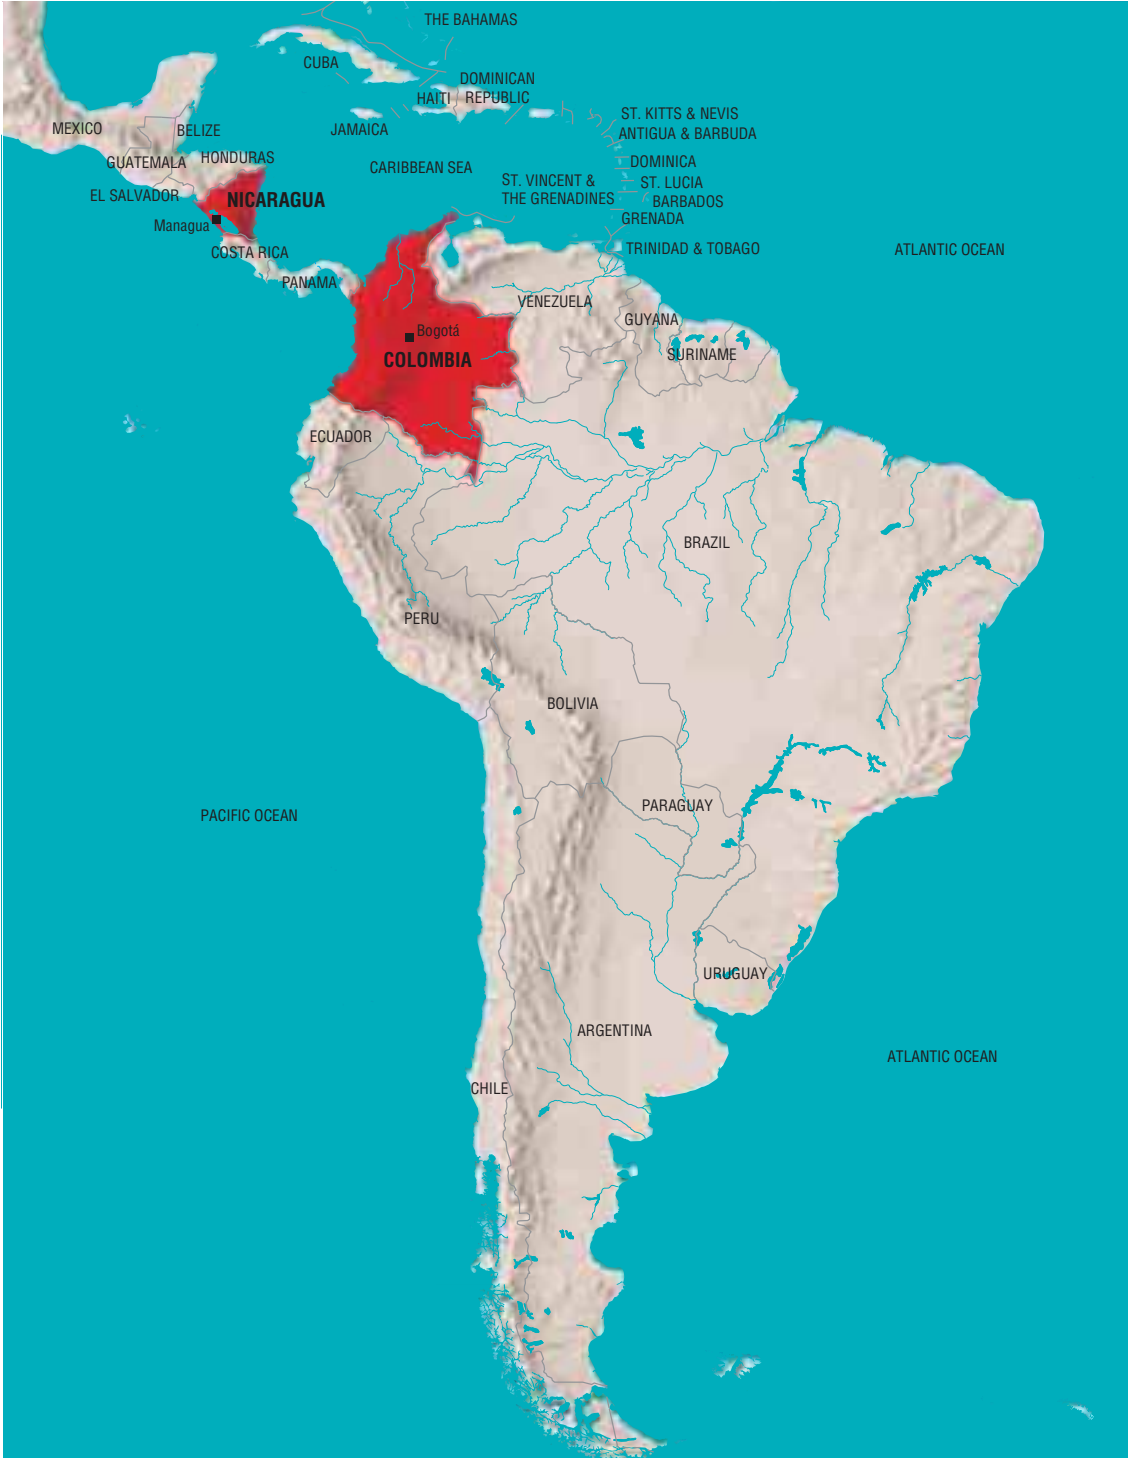 THE BAHAMAS
CUBA
DOMINICAN
REPUBLIC
HAITI
JAMAICA
ST. KITTS & NEVIS
ANTIGUA & BARBUDA
MEXICO
BELIZE
GUATEMALA
HONDURAS
CARIBBEAN SEA
DOMINICA
ST. VINCENT &
THE GRENADINES
ST. LUCIA
BARBADOS
EL SALVADOR
NICARAGUA
Managua
GRENADA
COSTA RICA
TRINIDAD & TOBAGO
ATLANTIC OCEAN
PANAMA
VENEZUELA
GUYANA
Bogotá
COLOMBIA
SURINAME
ECUADOR
BRAZIL
PERU
BOLIVIA
PACIFIC OCEAN
PARAGUAY
URUGUAY
ARGENTINA
ATLANTIC OCEAN
CHILE